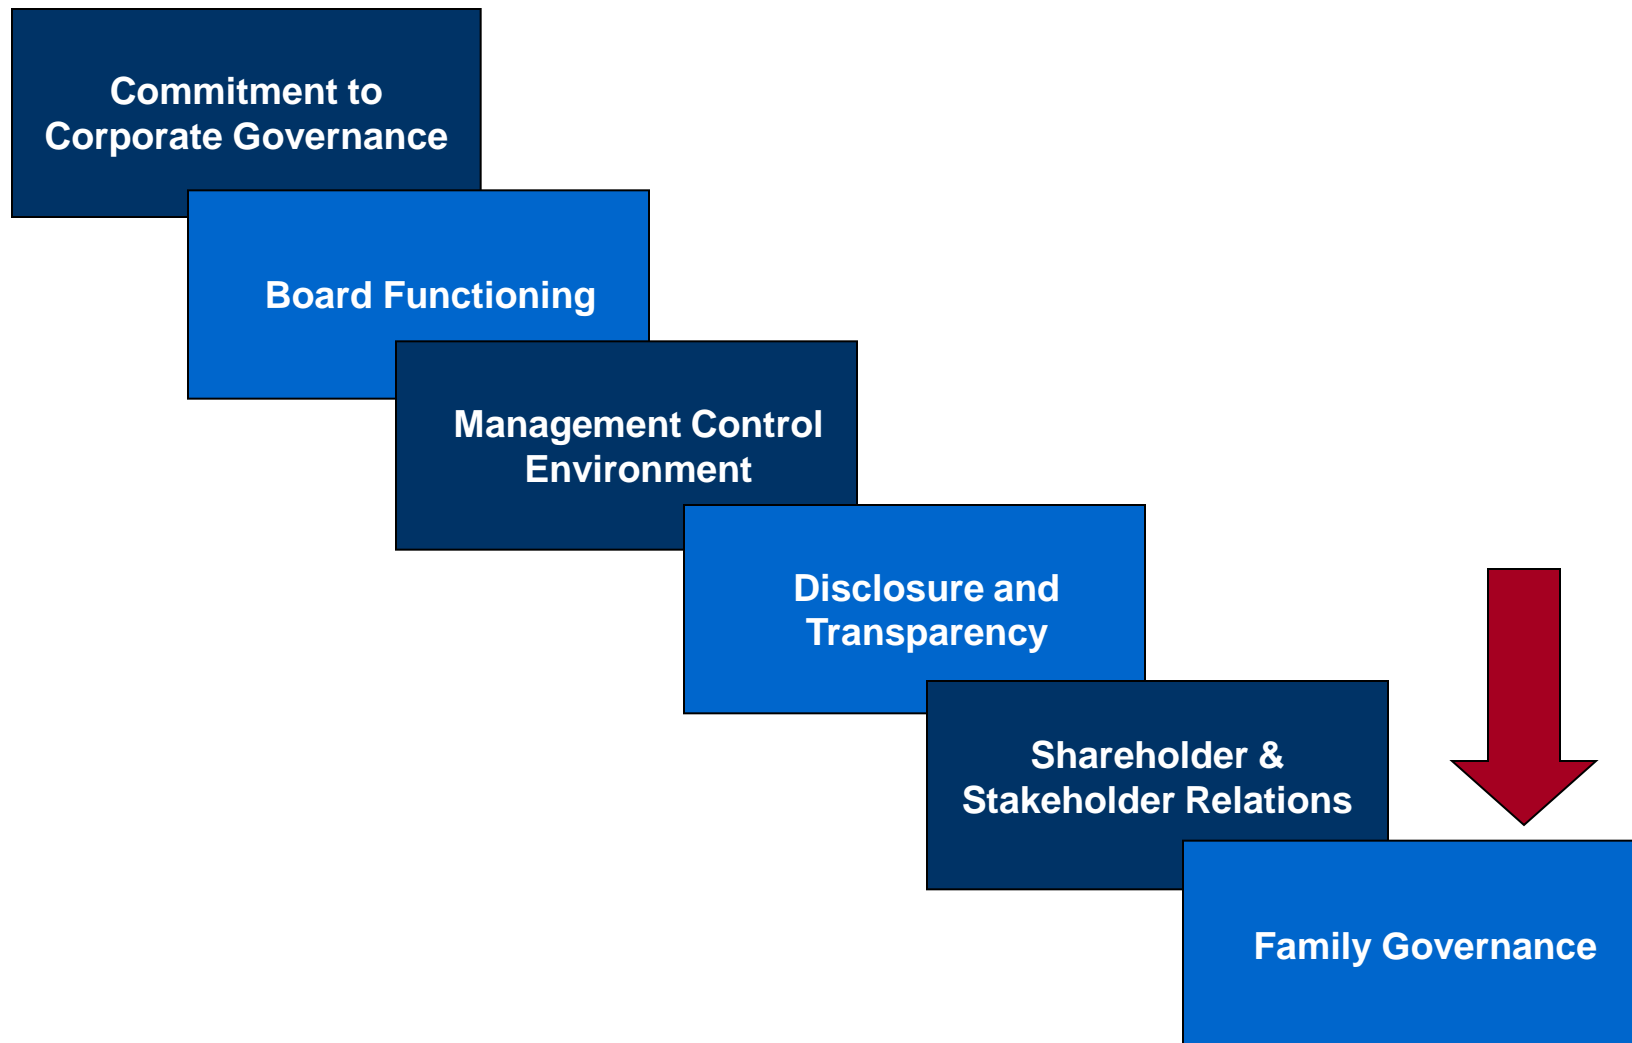 Commitment to
Corporate Governance
Board Functioning
Management Control
Environment
Disclosure and
Transparency
Shareholder &
Stakeholder Relations
Family Governance